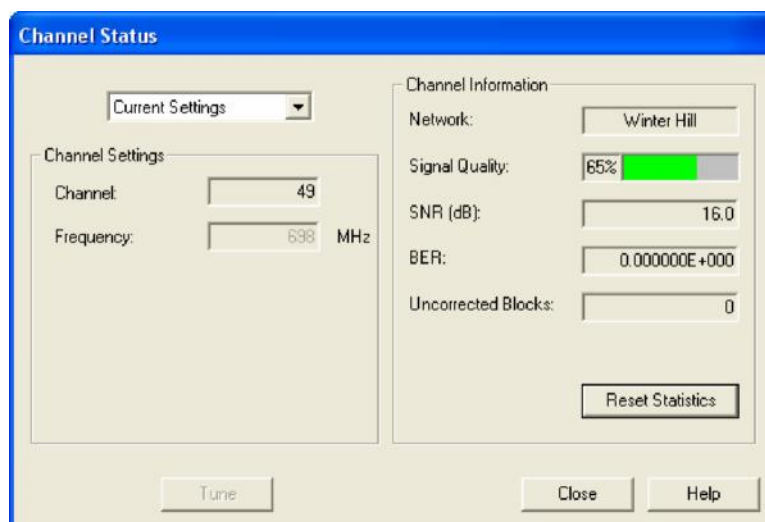 Channel Status
Current Settings
Channel Settings
Channel: 49
Frequency: 698 MHz
Channel Information
Network: Winter Hill
Signal Quality: 65%
SNR (dB): 16.0
BER: 0.000000E+000
Uncorrected Blocks: 0
Reset Statistics
Tune
Close
Help